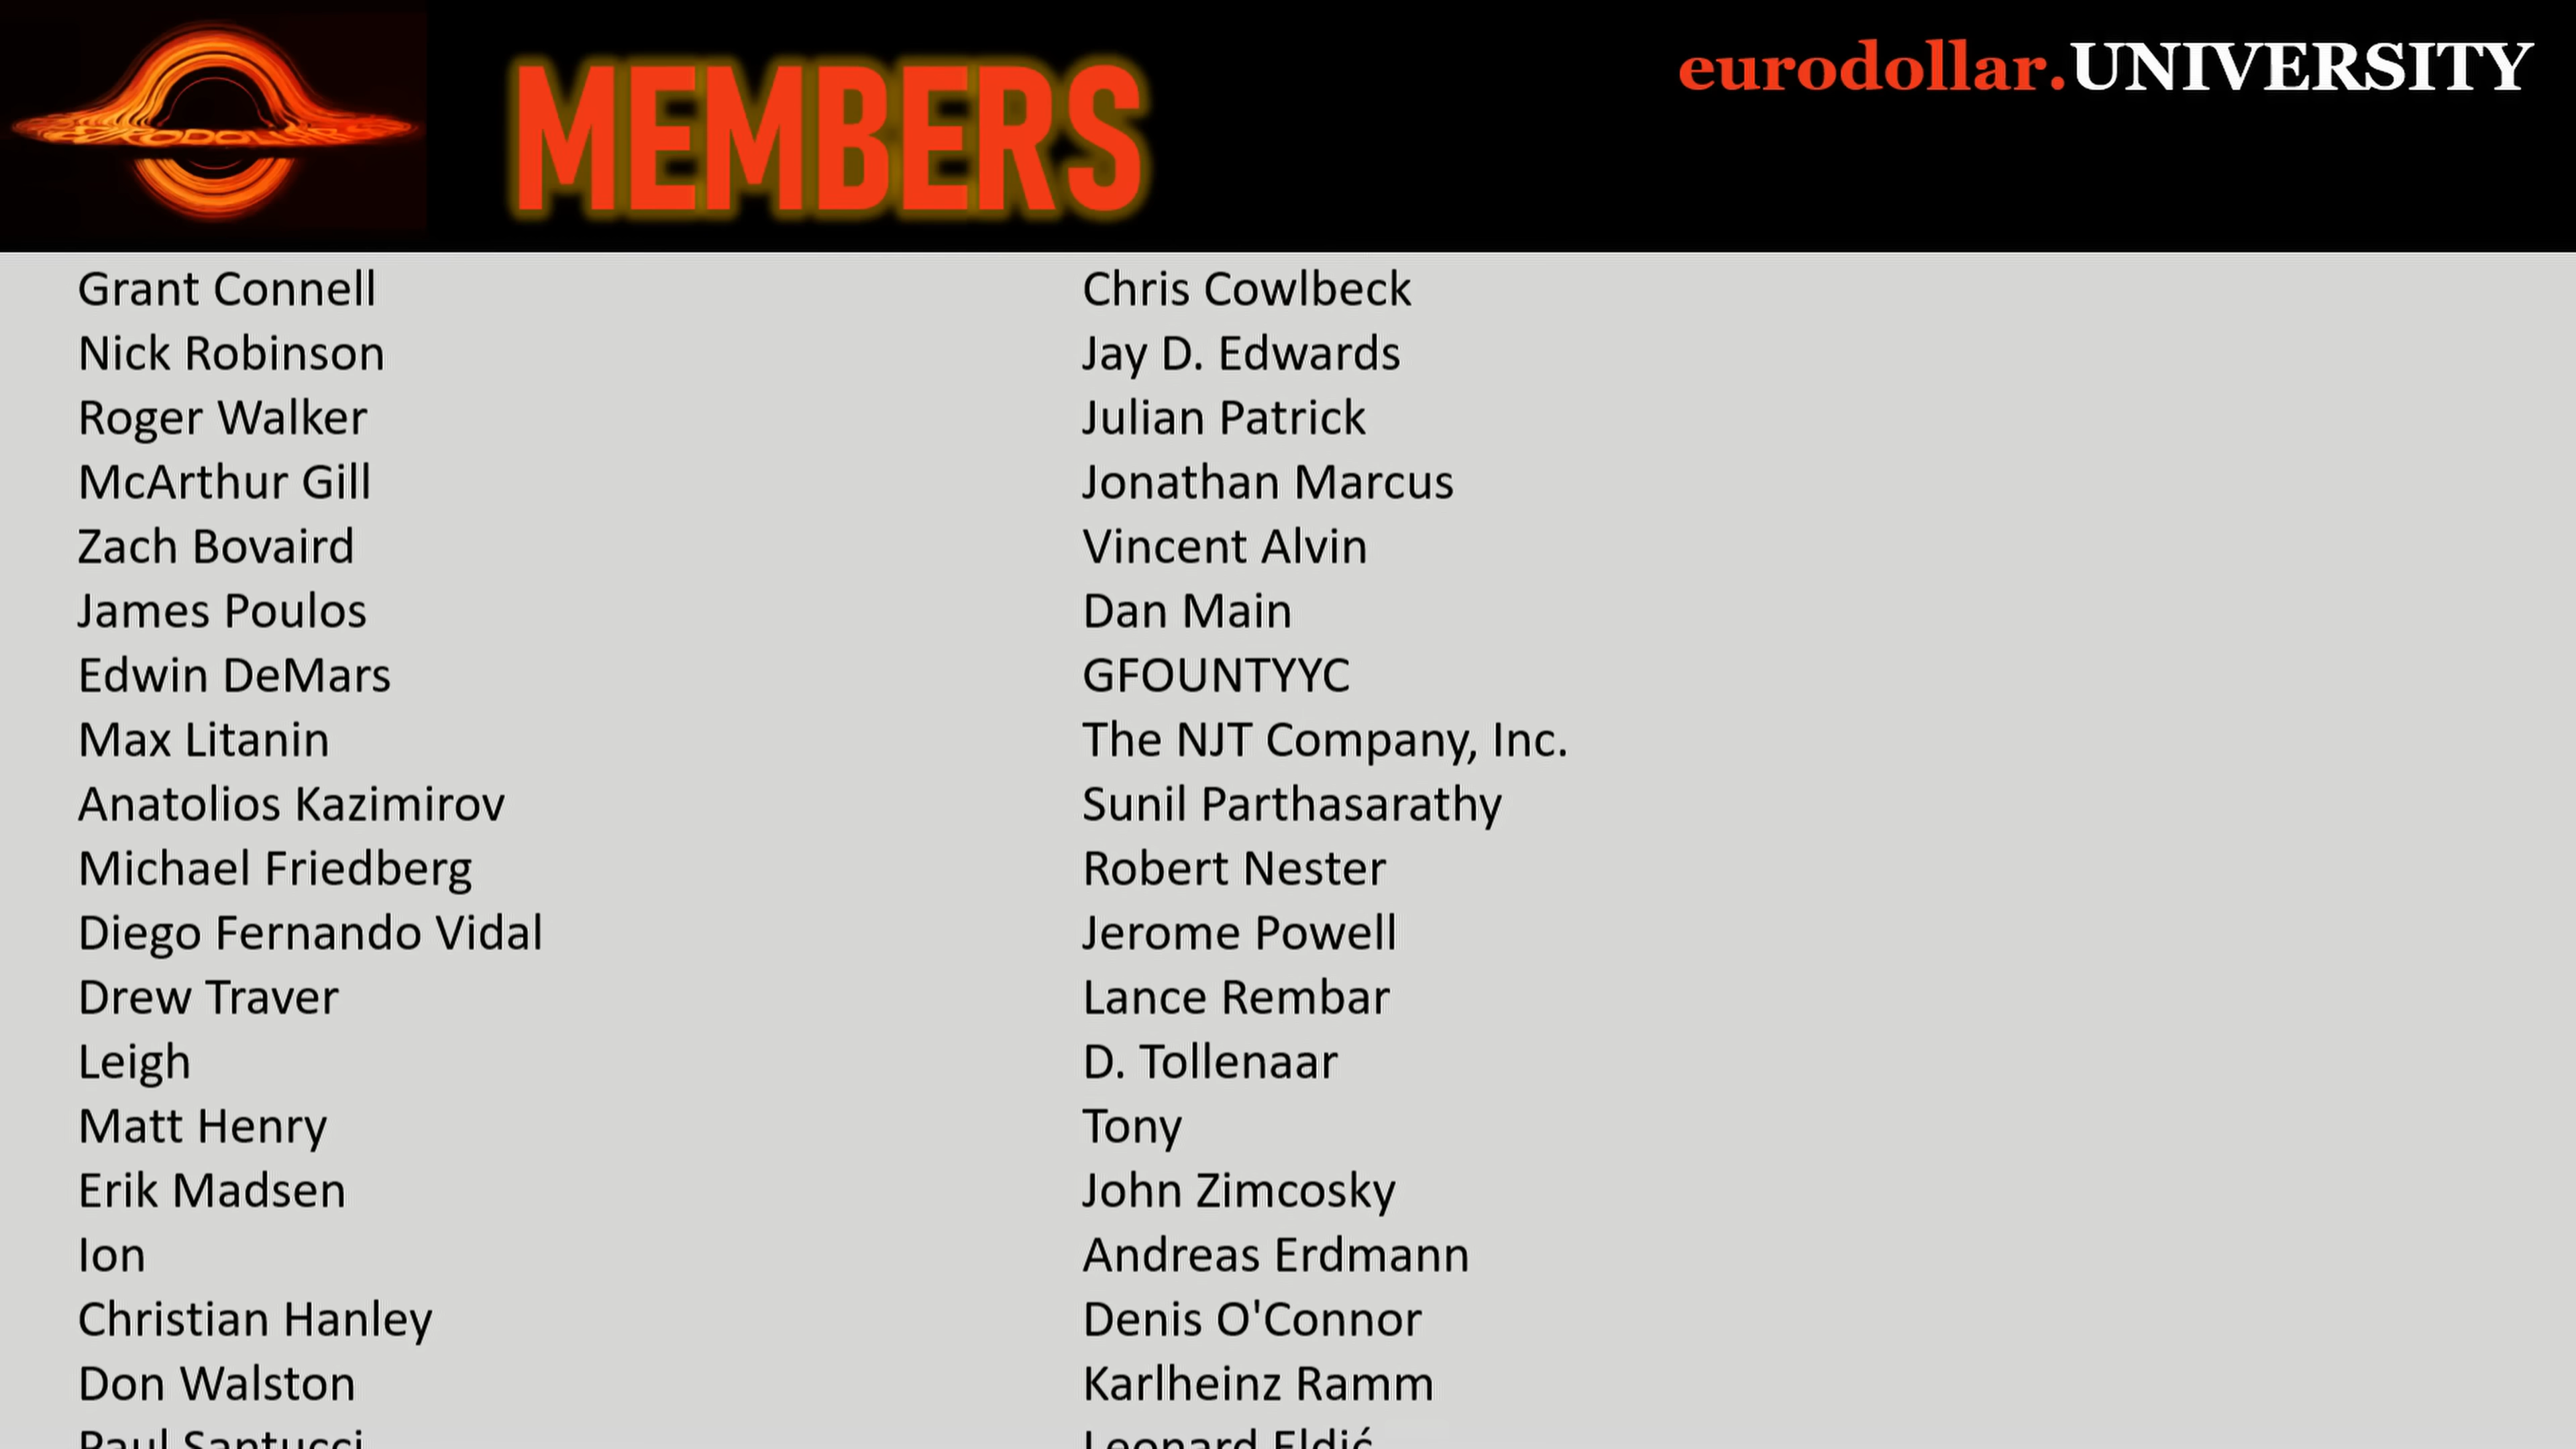 MEMBERS
eurodollar.UNIVERSITY
Grant Connell
Nick Robinson
Roger Walker
McArthur Gill
Zach Bovaird
James Poulos
Edwin DeMars
Max Litanin
Anatolios Kazimirov
Michael Friedberg
Diego Fernando Vidal
Drew Traver
Leigh
Matt Henry
Erik Madsen
Ion
Christian Hanley
Don Walston
Paul Santucci
Chris Cowlbeck
Jay D. Edwards
Julian Patrick
Jonathan Marcus
Vincent Alvin
Dan Main
GFOUNTYYC
The NJT Company, Inc.
Sunil Parthasarathy
Robert Nester
Jerome Powell
Lance Rembar
D. Tollenaar
Tony
John Zimcosky
Andreas Erdmann
Denis O'Connor
Karlheinz Ramm
Leonard